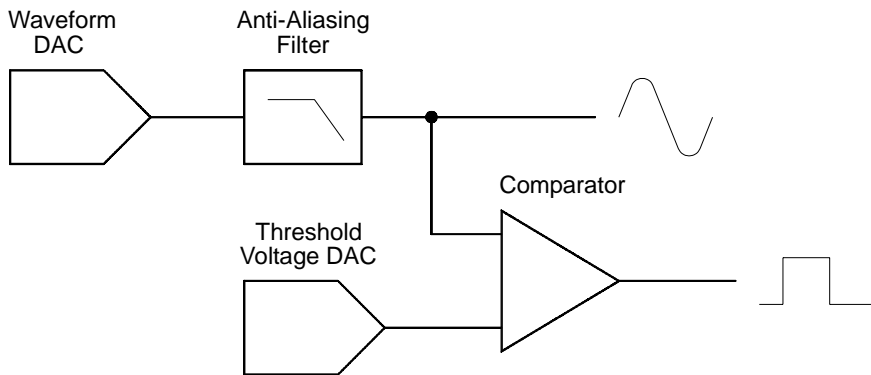 Waveform
DAC
Anti-Aliasing
Filter
Comparator
Threshold
Voltage DAC